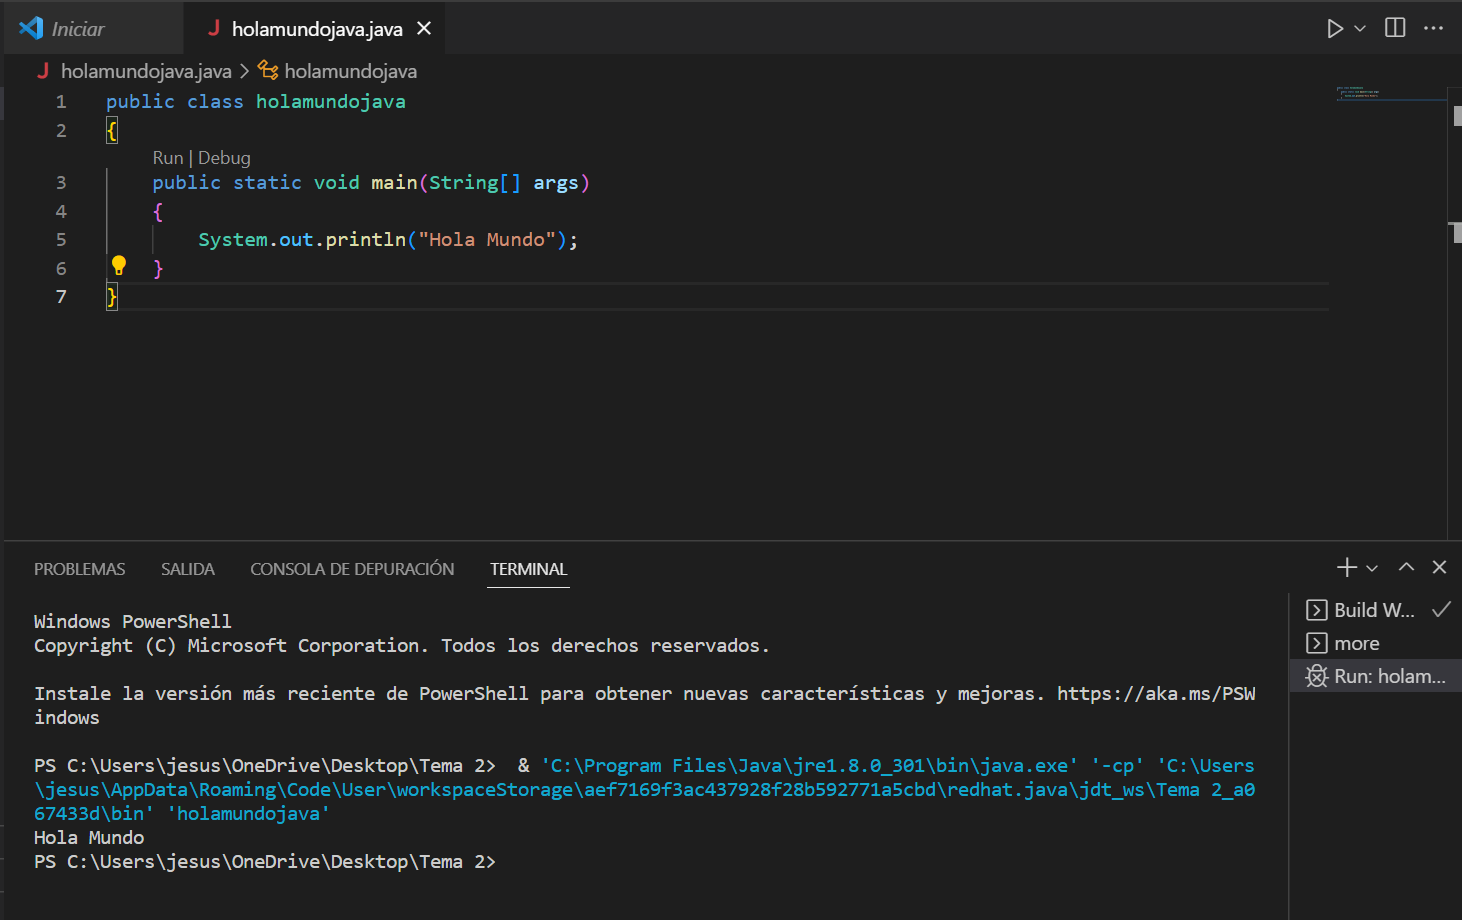 Iniciar
J holamundojava.java
J holamundojava.java > holamundojava
1 public class holamundojava
2 {
Run | Debug
3 public static void main(String[] args)
4 {
5 System.out.println("Hola Mundo");
6 }
7 }
PROBLEMAS SALIDA CONSOLA DE DEPURACIÓN TERMINAL
Build W...
more
Run: holam...
Windows PowerShell
Copyright (C) Microsoft Corporation. Todos los derechos reservados.
Instale la versión más reciente de PowerShell para obtener nuevas características y mejoras. https://aka.ms/PSW
indows
PS C:\Users\jesus\OneDrive\Desktop\Tema 2>  & 'C:\Program Files\Java\jre1.8.0_301\bin\java.exe' '-cp' 'C:\Users
\jesus\AppData\Roaming\Code\User\workspaceStorage\aef7169f3ac437928f28b592771a5cbd\redhat.java\jdt_ws\Tema 2_a0
67433d\bin' 'holamundojava'
Hola Mundo
PS C:\Users\jesus\OneDrive\Desktop\Tema 2>